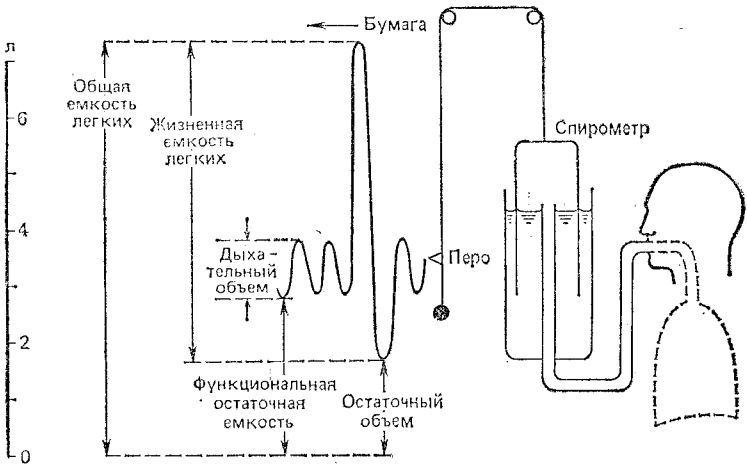 Бумага
л
Общая
емкость
легких
6
Жизненная
емкость
легких
Спирометр
4
Дыха-
тельный
объем
Перо
2
Функциональная
остаточная
емкость
Остаточный
объем
0